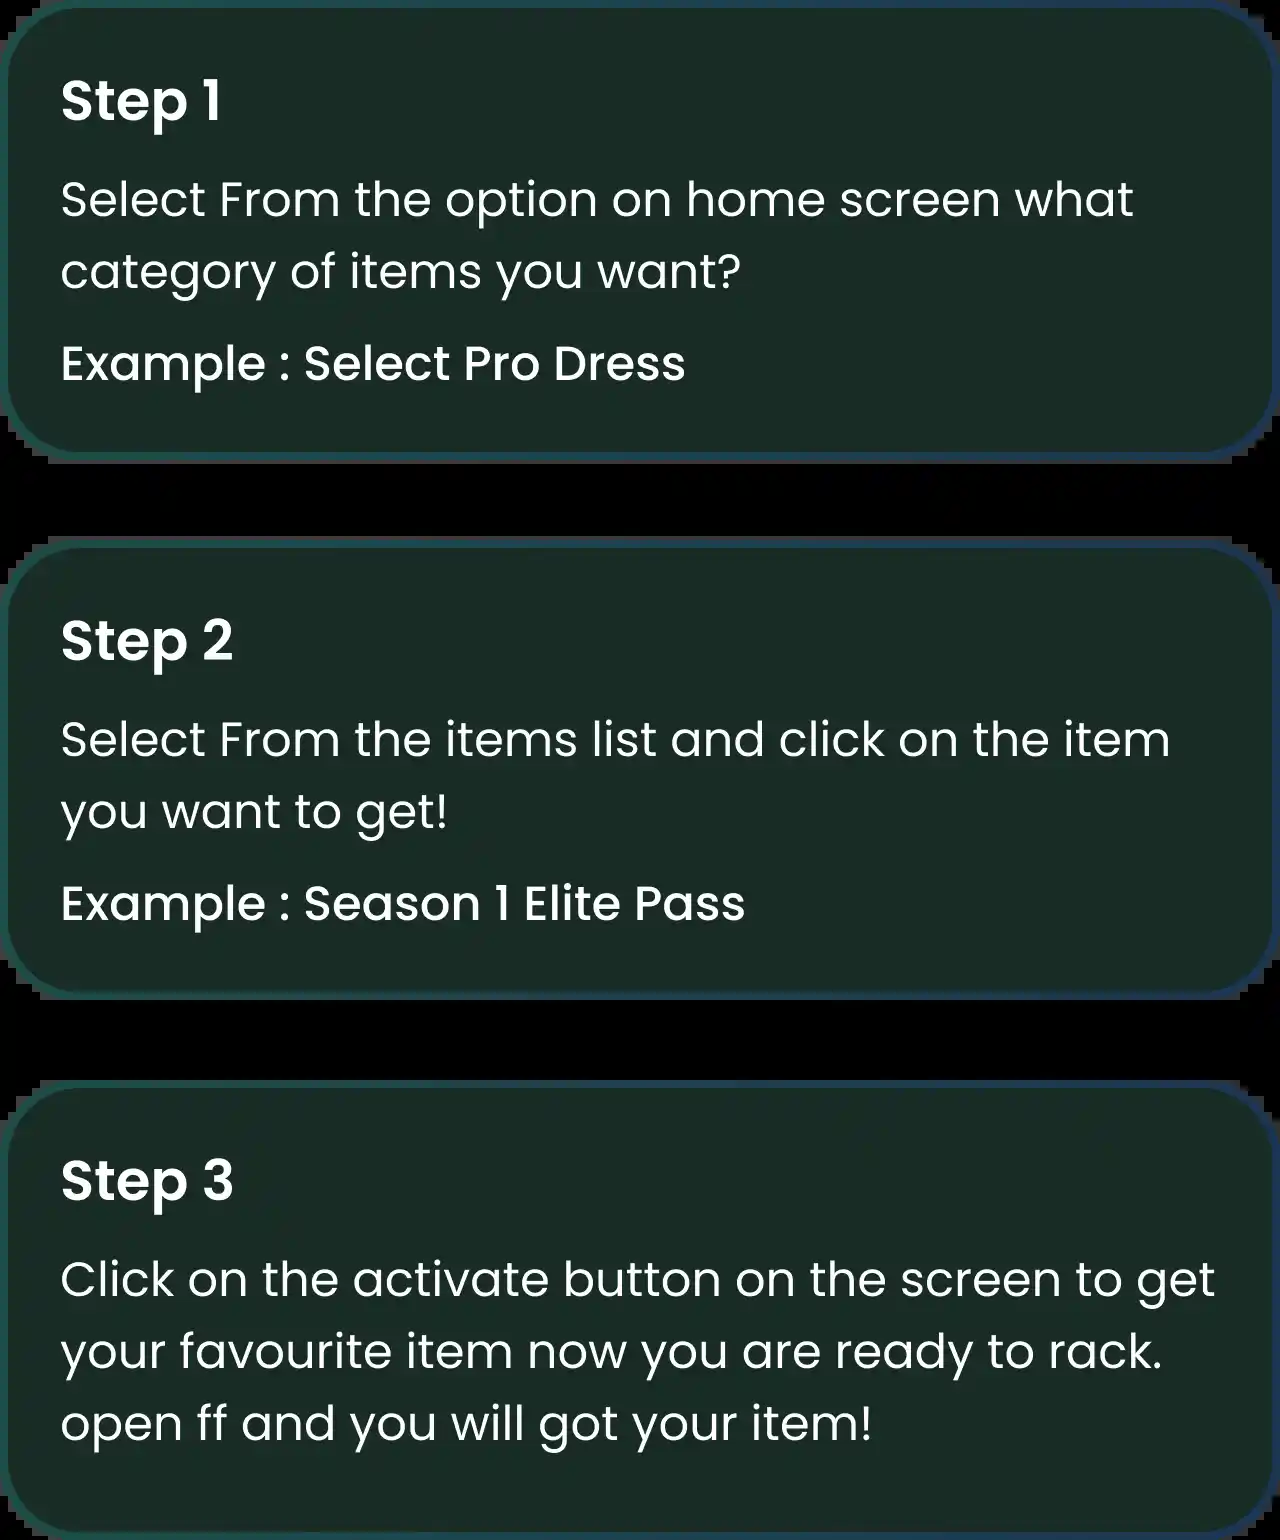 Step 1
Select From the option on home screen what
category of items you want?
Example : Select Pro Dress
Step 2
Select From the items list and click on the item
you want to get!
Example : Season 1 Elite Pass
Step 3
Click on the activate button on the screen to get
your favourite item now you are ready to rack.
open ff and you will got your item!